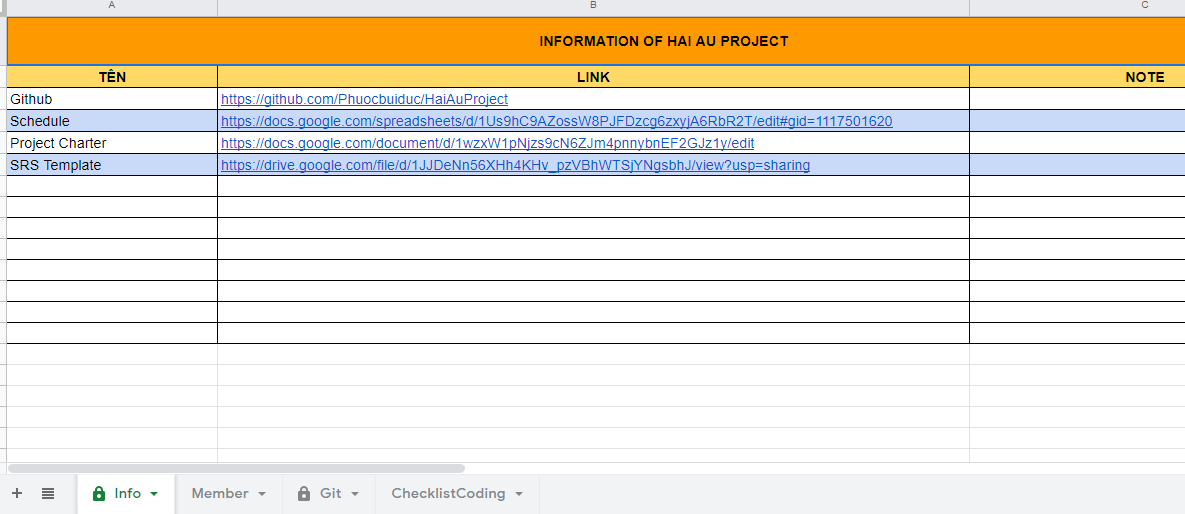 A B C
INFORMATION OF HAI AU PROJECT
TÊN LINK NOTE
Github https://github.com/Phuocbuiduc/HaiAuProject
Schedule https://docs.google.com/spreadsheets/d/1Us9hC9AZossW8PJFDzcg6zxyjA6RbR2T/edit#gid=1117501620
Project Charter https://docs.google.com/document/d/1wzxW1pNjzs9cN6ZJm4pnnybnEF2GJz1y/edit
SRS Template https://drive.google.com/file/d/1JJDeNn56XHh4KHv_pzVBhWTSjYNgsbhJ/view?usp=sharing
Info Member Git ChecklistCoding